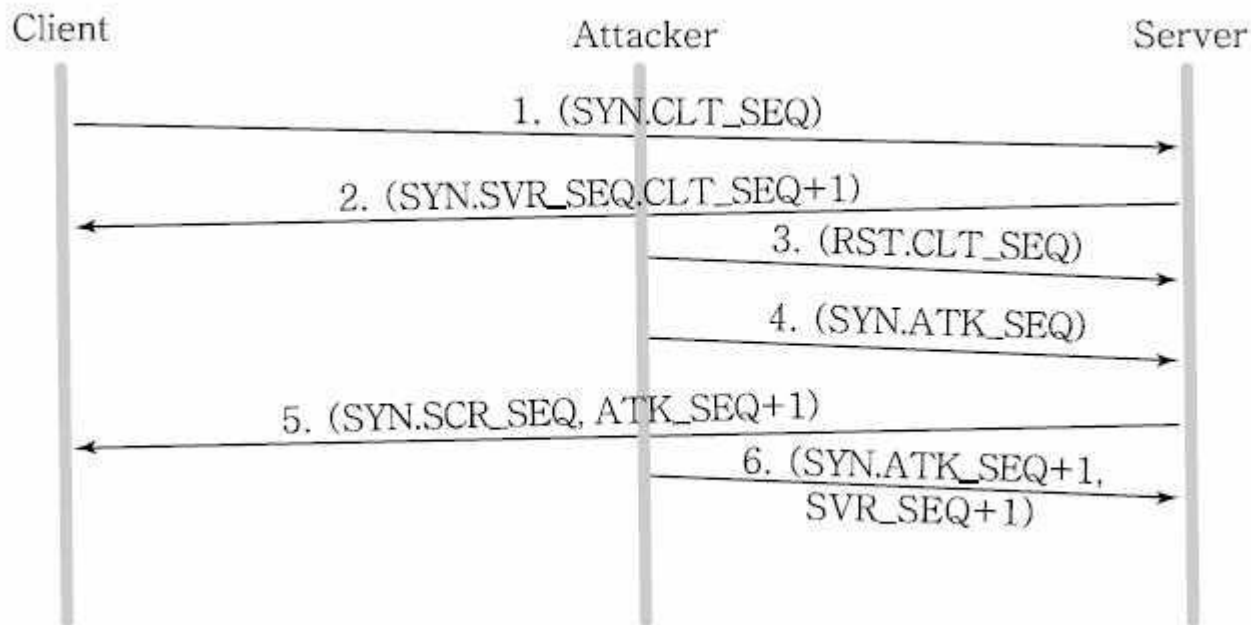 Client
Attacker
Server
1. (SYN.CLT_SEQ)
2. (SYN.SVR_SEQ.CLT_SEQ+1)
3. (RST.CLT_SEQ)
4. (SYN.ATK_SEQ)
5. (SYN.SCR_SEQ, ATK_SEQ+1)
6. (SYN.ATK_SEQ+1,
SVR_SEQ+1)